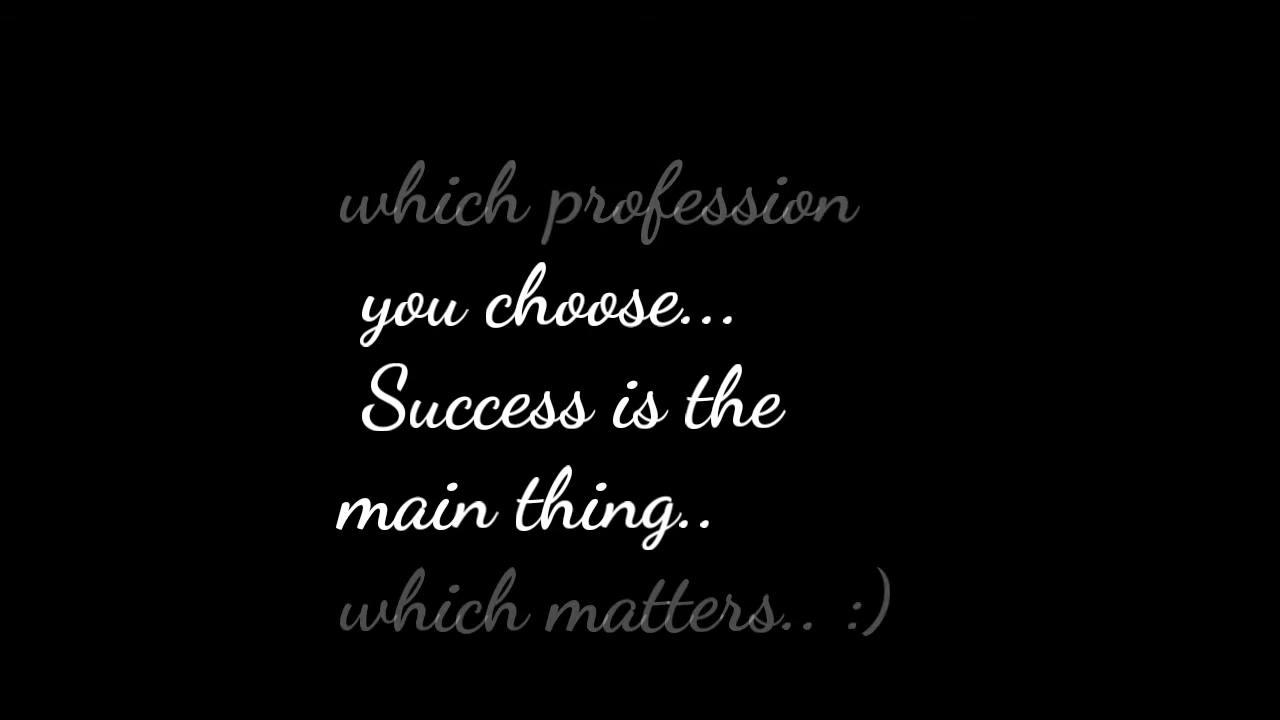 which profession
you choose...
Success is the
main thing..
which matters.. :)